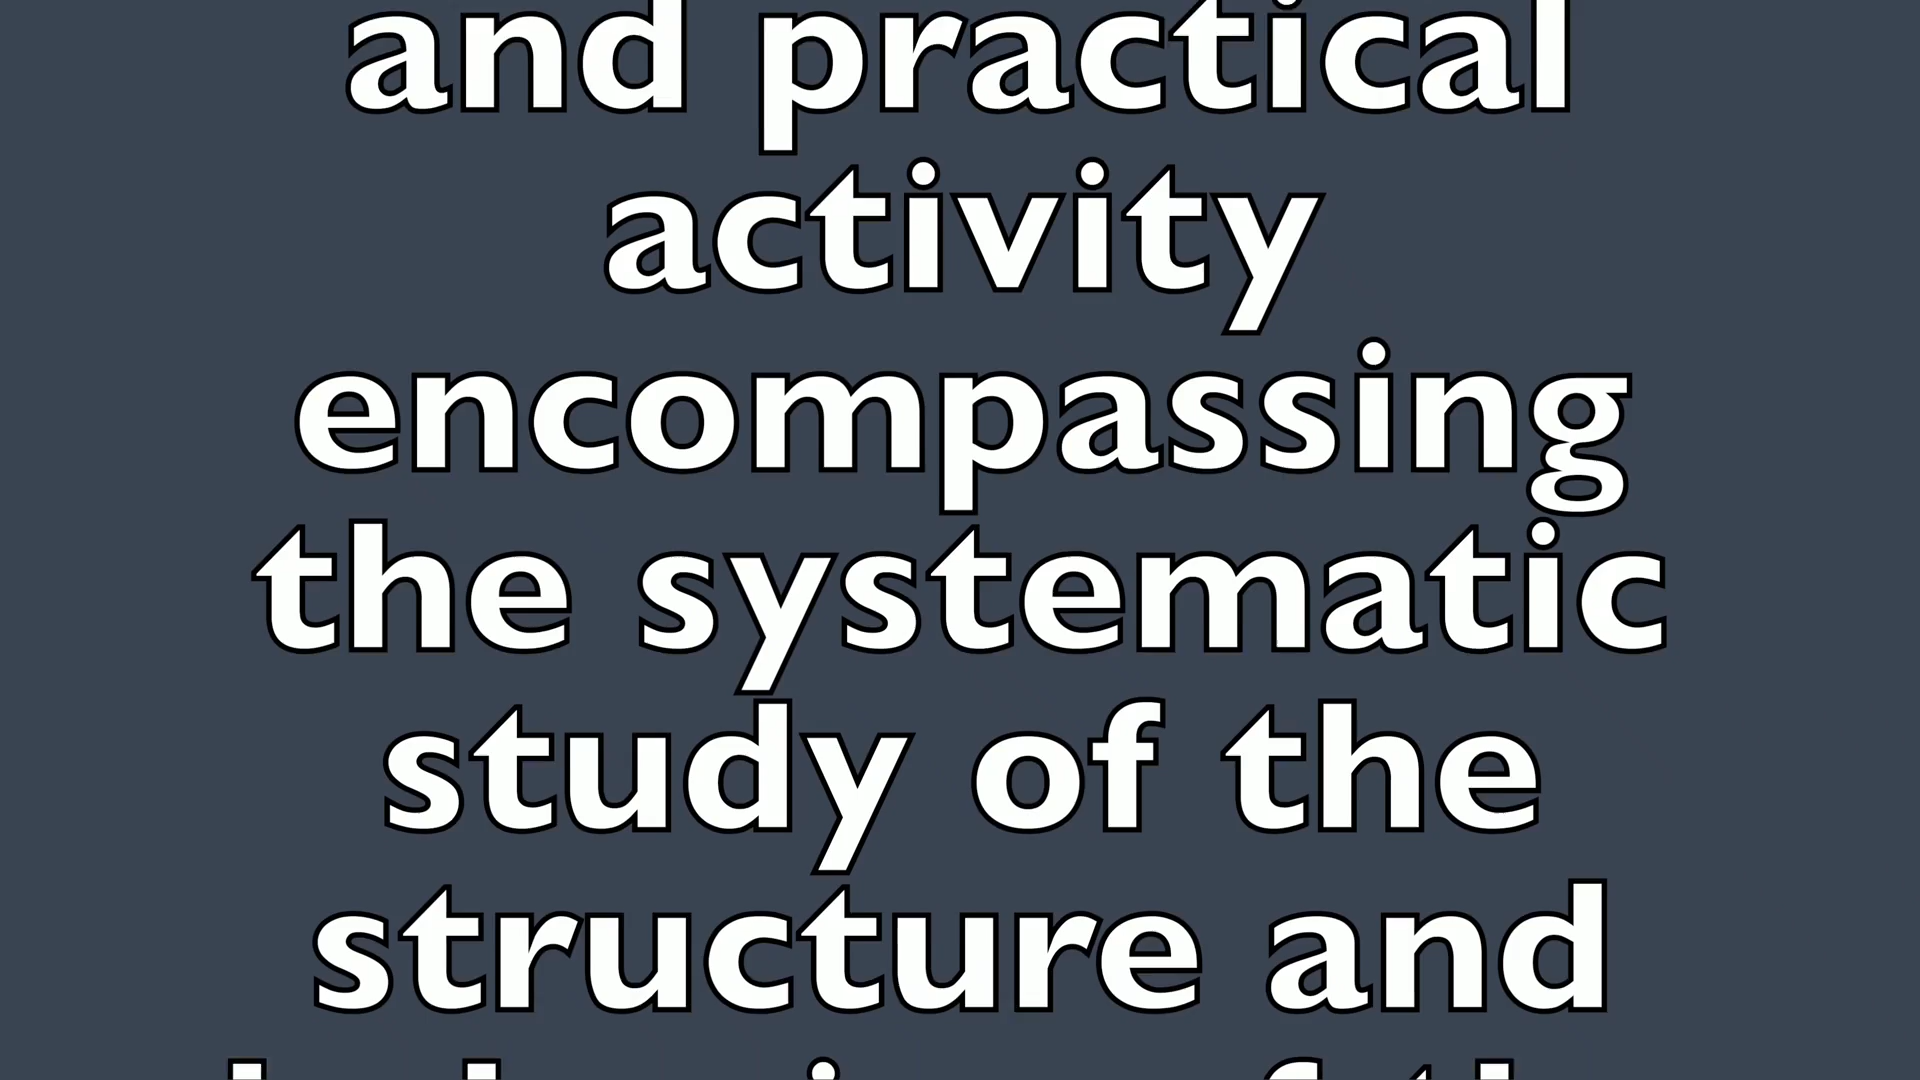 and practical
activity
encompassing
the systematic
study of the
structure and